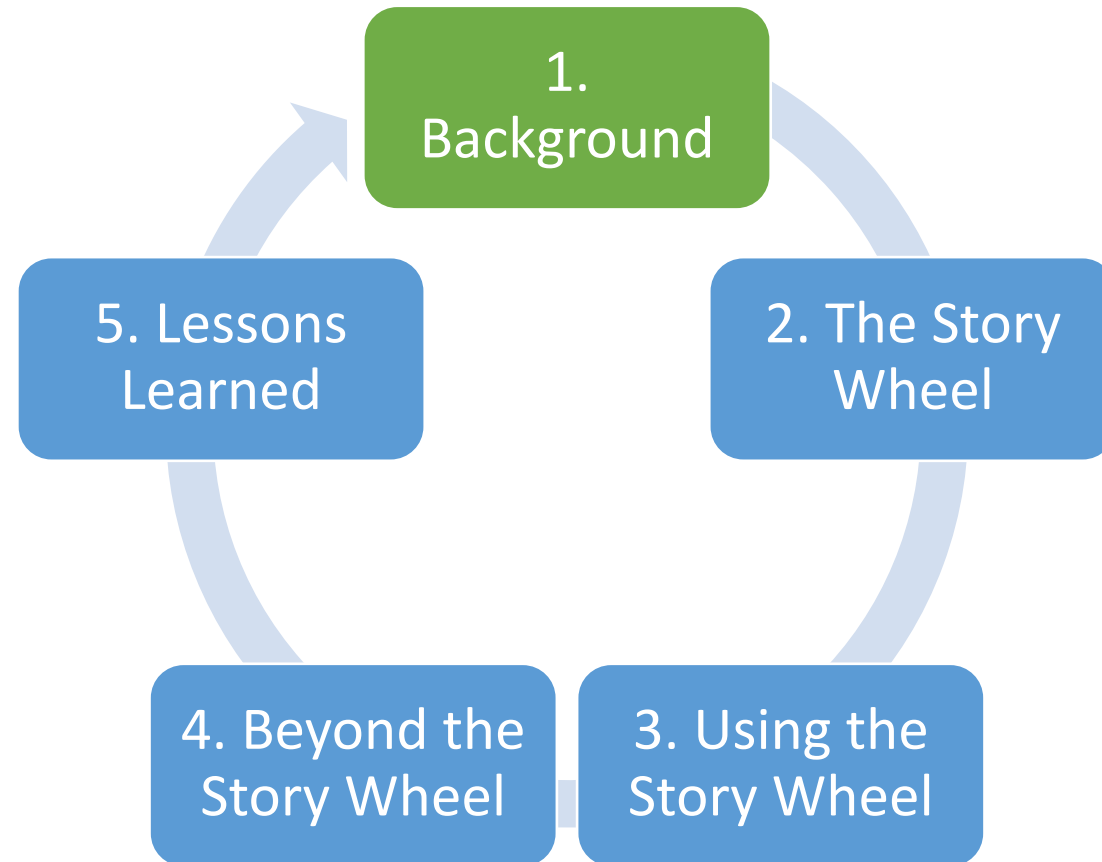 1.
Background
2. The Story
Wheel
3. Using the
Story Wheel
4. Beyond the
Story Wheel
5. Lessons
Learned